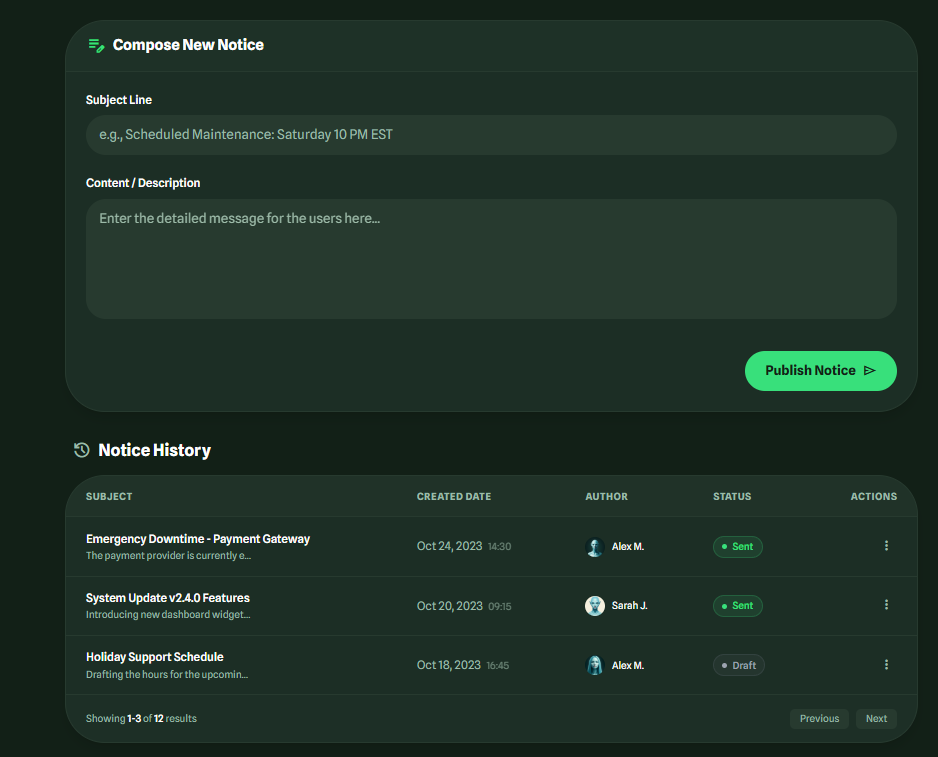 Compose New Notice
Subject Line
e.g., Scheduled Maintenance: Saturday 10 PM EST
Content / Description
Enter the detailed message for the users here...
Publish Notice
Notice History
SUBJECT CREATED DATE AUTHOR STATUS ACTIONS
Emergency Downtime - Payment Gateway
The payment provider is currently e...
Oct 24, 2023 14:30 Alex M. Sent
System Update v2.4.0 Features
Introducing new dashboard widget...
Oct 20, 2023 09:15 Sarah J. Sent
Holiday Support Schedule
Drafting the hours for the upcomin...
Oct 18, 2023 16:45 Alex M. Draft
Showing 1-3 of 12 results Previous Next